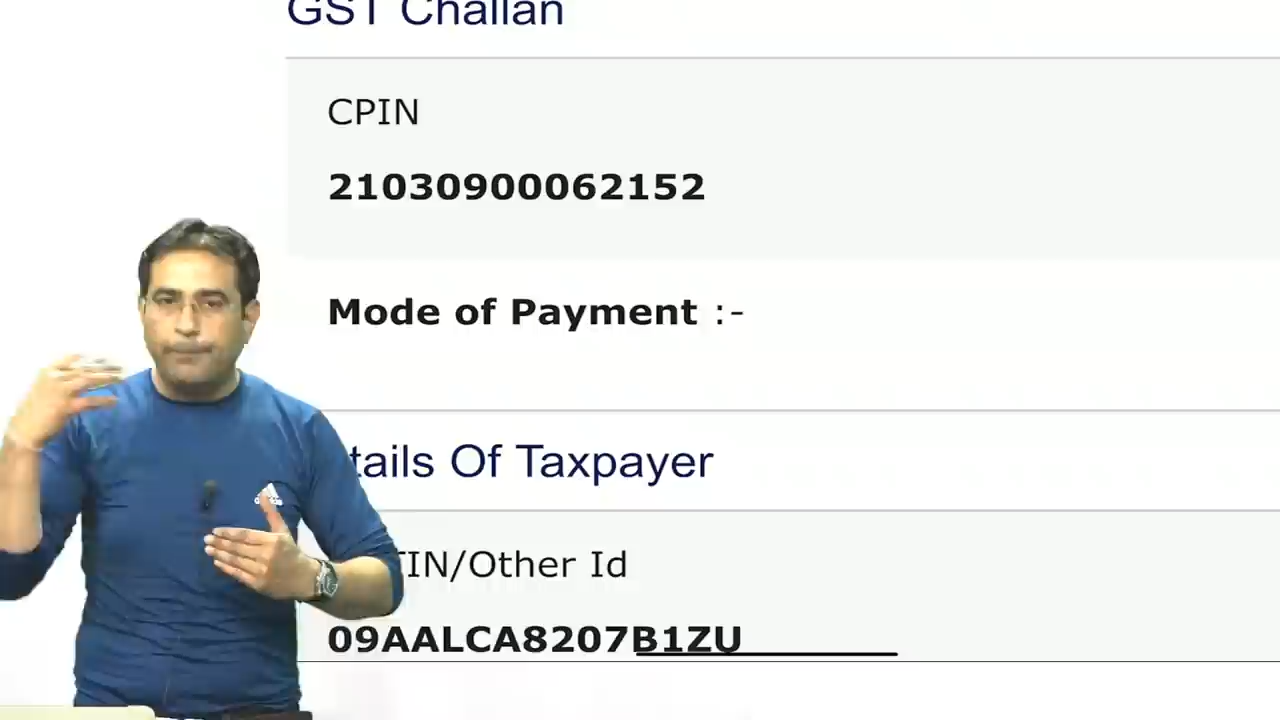 GST Challan
CPIN
21030900062152
Mode of Payment :-
tails Of Taxpayer
TIN/Other Id
09AALCA8207B1ZU